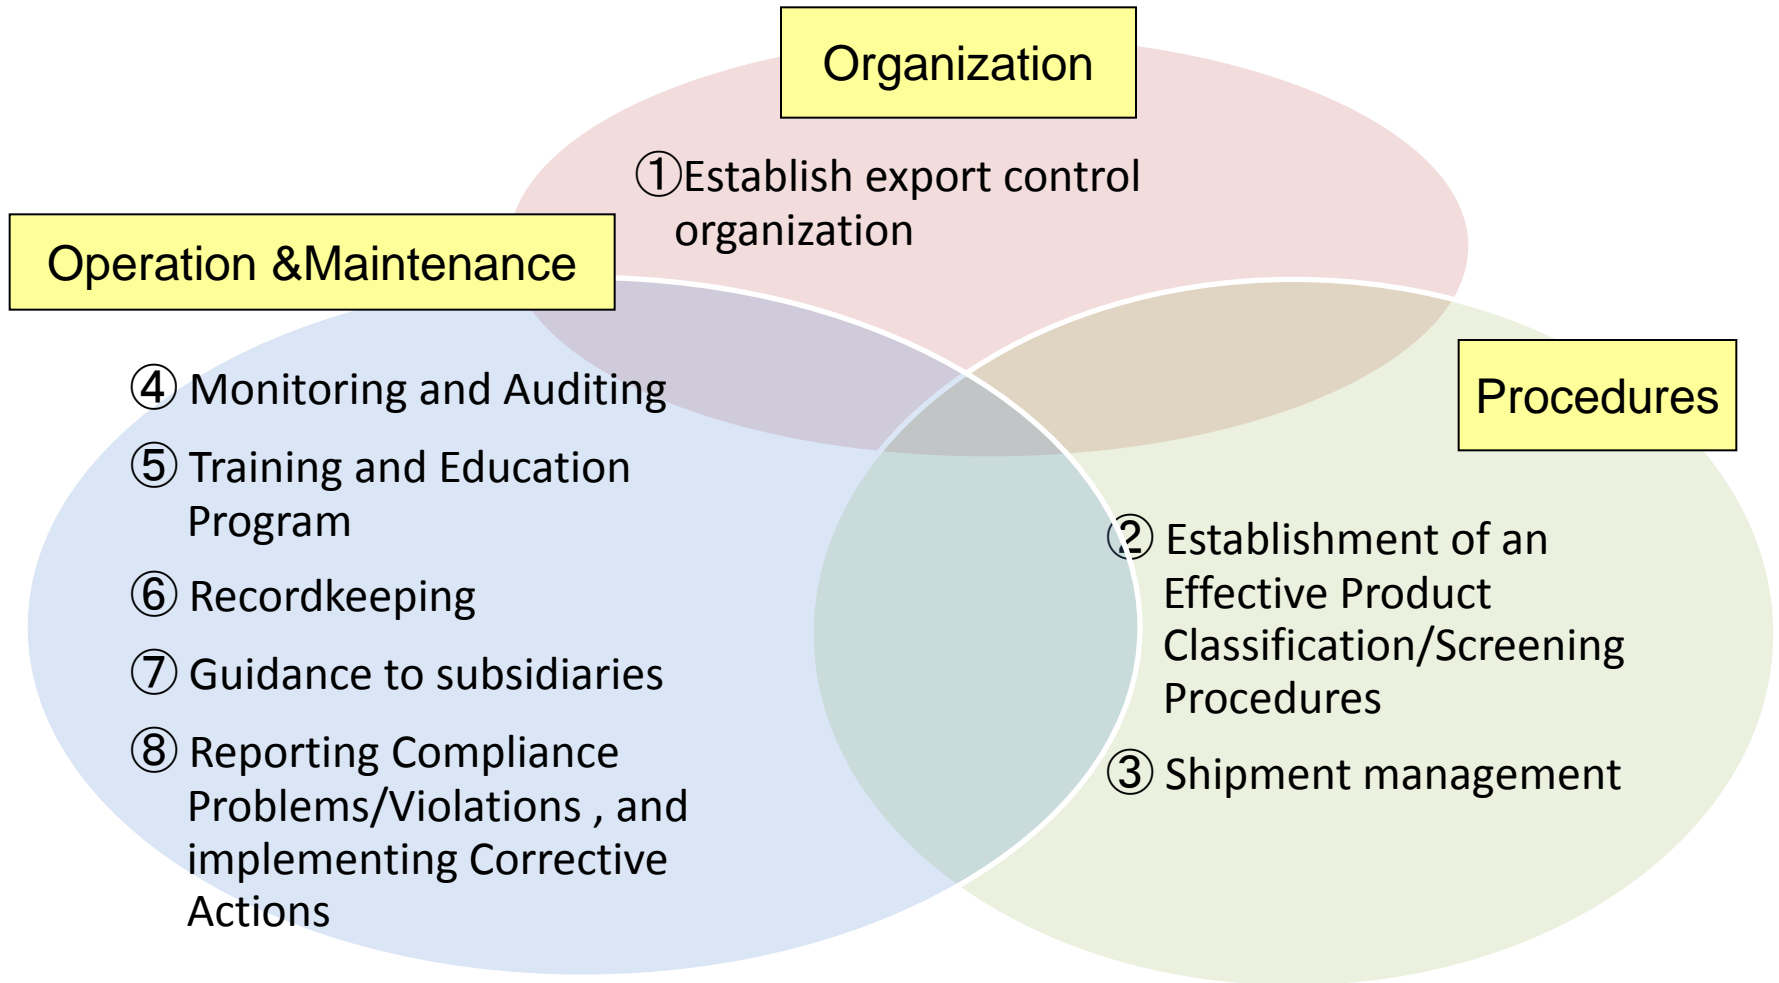 Organization
①Establish export control
organization
Operation &Maintenance
④ Monitoring and Auditing
⑤ Training and Education
Program
⑥ Recordkeeping
⑦ Guidance to subsidiaries
⑧ Reporting Compliance
Problems/Violations , and
implementing Corrective
Actions
Procedures
② Establishment of an
Effective Product
Classification/Screening
Procedures
③ Shipment management